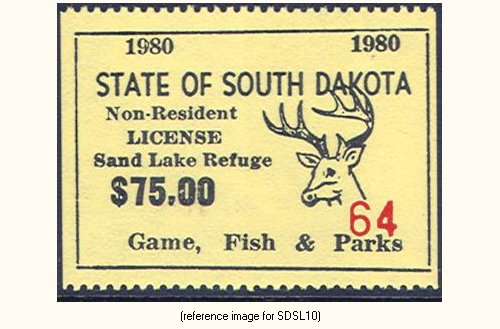 1980 1980
STATE OF SOUTH DAKOTA
Non-Resident
LICENSE
Sand Lake Refuge
$75.00
64
Game, Fish & Parks
(reference image for SDSL10)